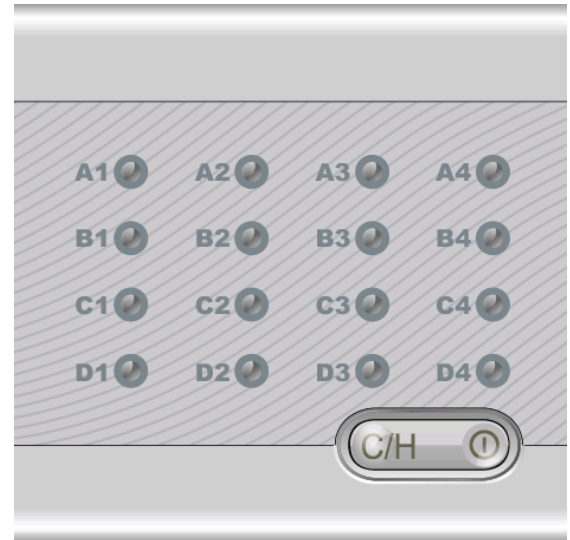 A1 A2 A3 A4
B1 B2 B3 B4
C1 C2 C3 C4
D1 D2 D3 D4
C/H